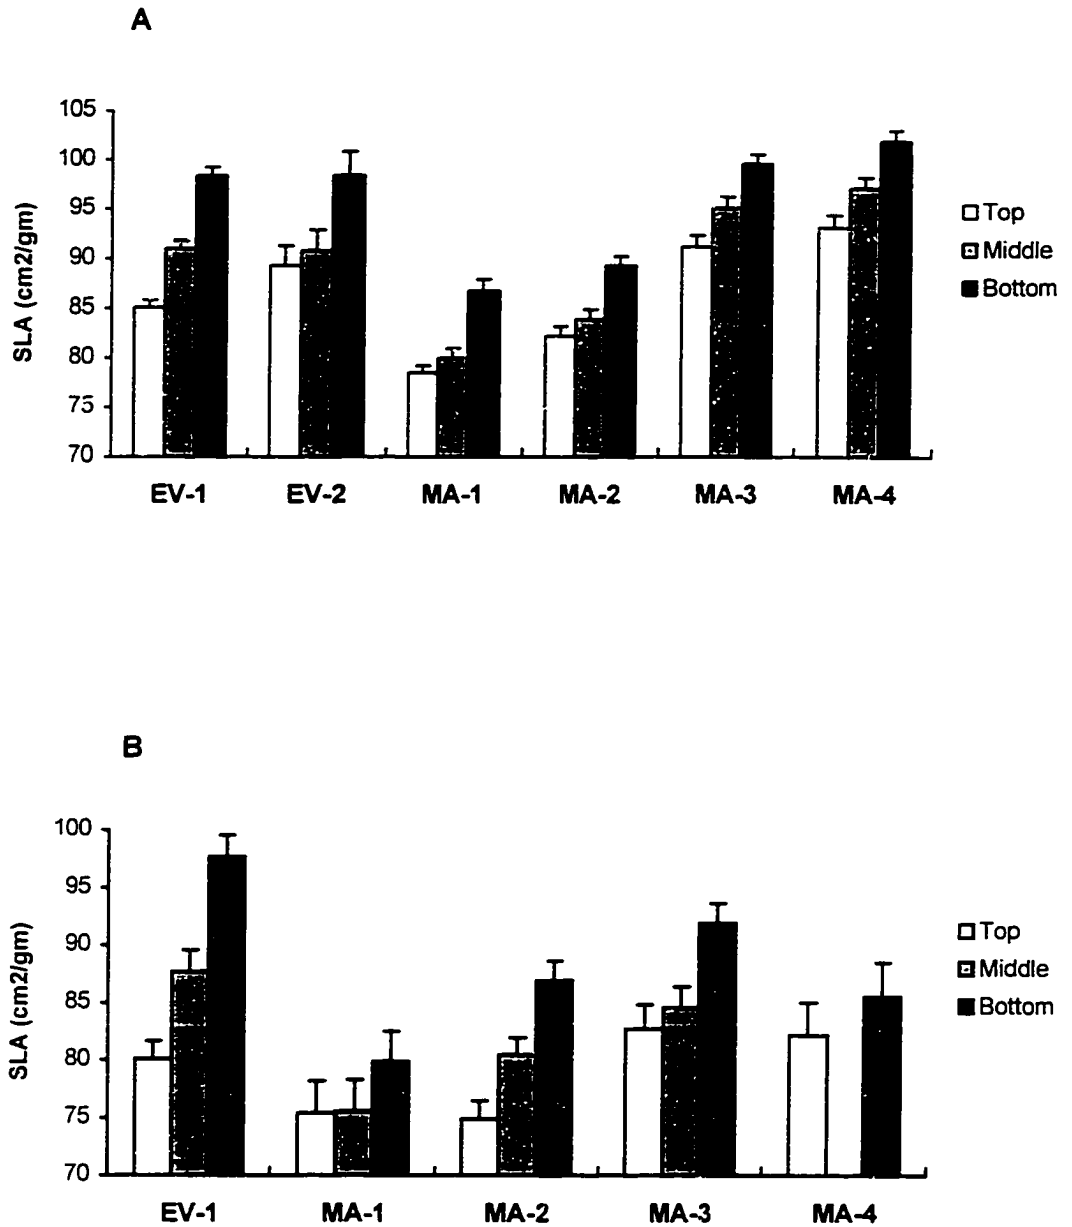 A
105
100
95
90
85
80
75
70
SLA (cm2/gm)
EV-1 EV-2 MA-1 MA-2 MA-3 MA-4
Top
Middle
Bottom
B
100
95
90
85
80
75
70
SLA (cm2/gm)
EV-1 MA-1 MA-2 MA-3 MA-4
Top
Middle
Bottom